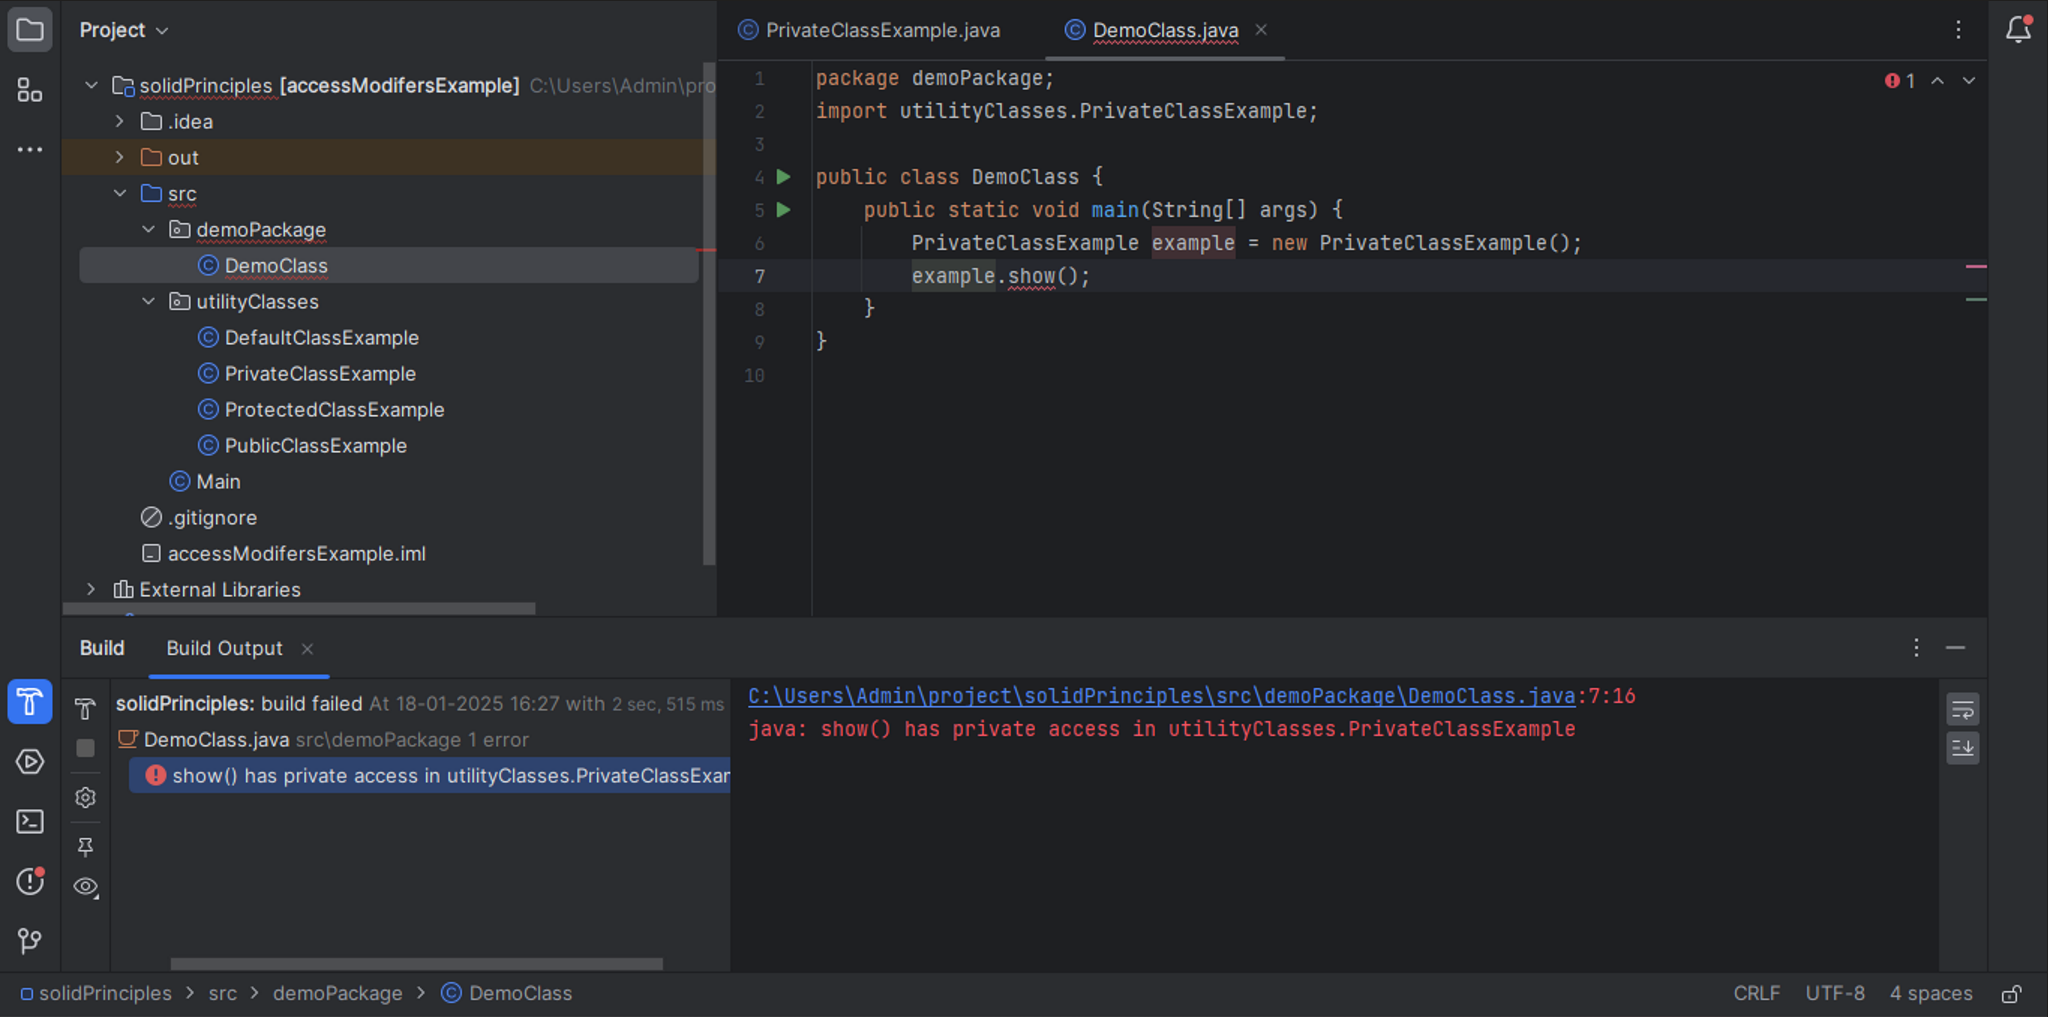 Project
solidPrinciples [accessModifersExample] C:\Users\Admin\pro
.idea
out
src
demoPackage
DemoClass
utilityClasses
DefaultClassExample
PrivateClassExample
ProtectedClassExample
PublicClassExample
Main
.gitignore
accessModifersExample.iml
External Libraries
PrivateClassExample.java
DemoClass.java
1
1 package demoPackage;
2 import utilityClasses.PrivateClassExample;
3
4 public class DemoClass {
5 public static void main(String[] args) {
6 PrivateClassExample example = new PrivateClassExample();
7 example.show();
8 }
9 }
10
Build
Build Output
solidPrinciples: build failed At 18-01-2025 16:27 with 2 sec, 515 ms
DemoClass.java src\demoPackage 1 error
show() has private access in utilityClasses.PrivateClassExar
C:\Users\Admin\project\solidPrinciples\src\demoPackage\DemoClass.java:7:16
java: show() has private access in utilityClasses.PrivateClassExample
solidPrinciples > src > demoPackage > DemoClass
CRLF UTF-8 4 spaces